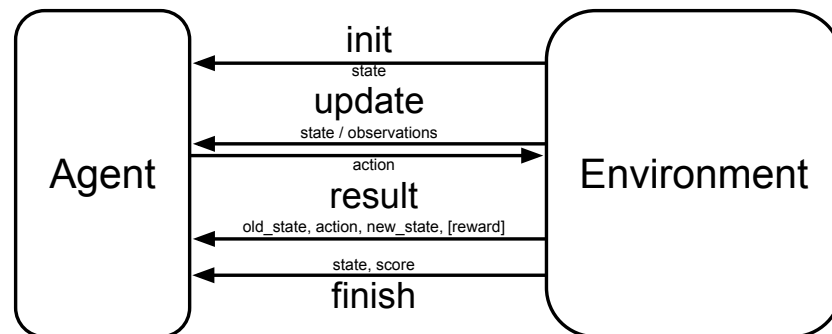 init
state
update
state / observations
Agent
action
Environment
result
old_state, action, new_state, [reward]
state, score
finish